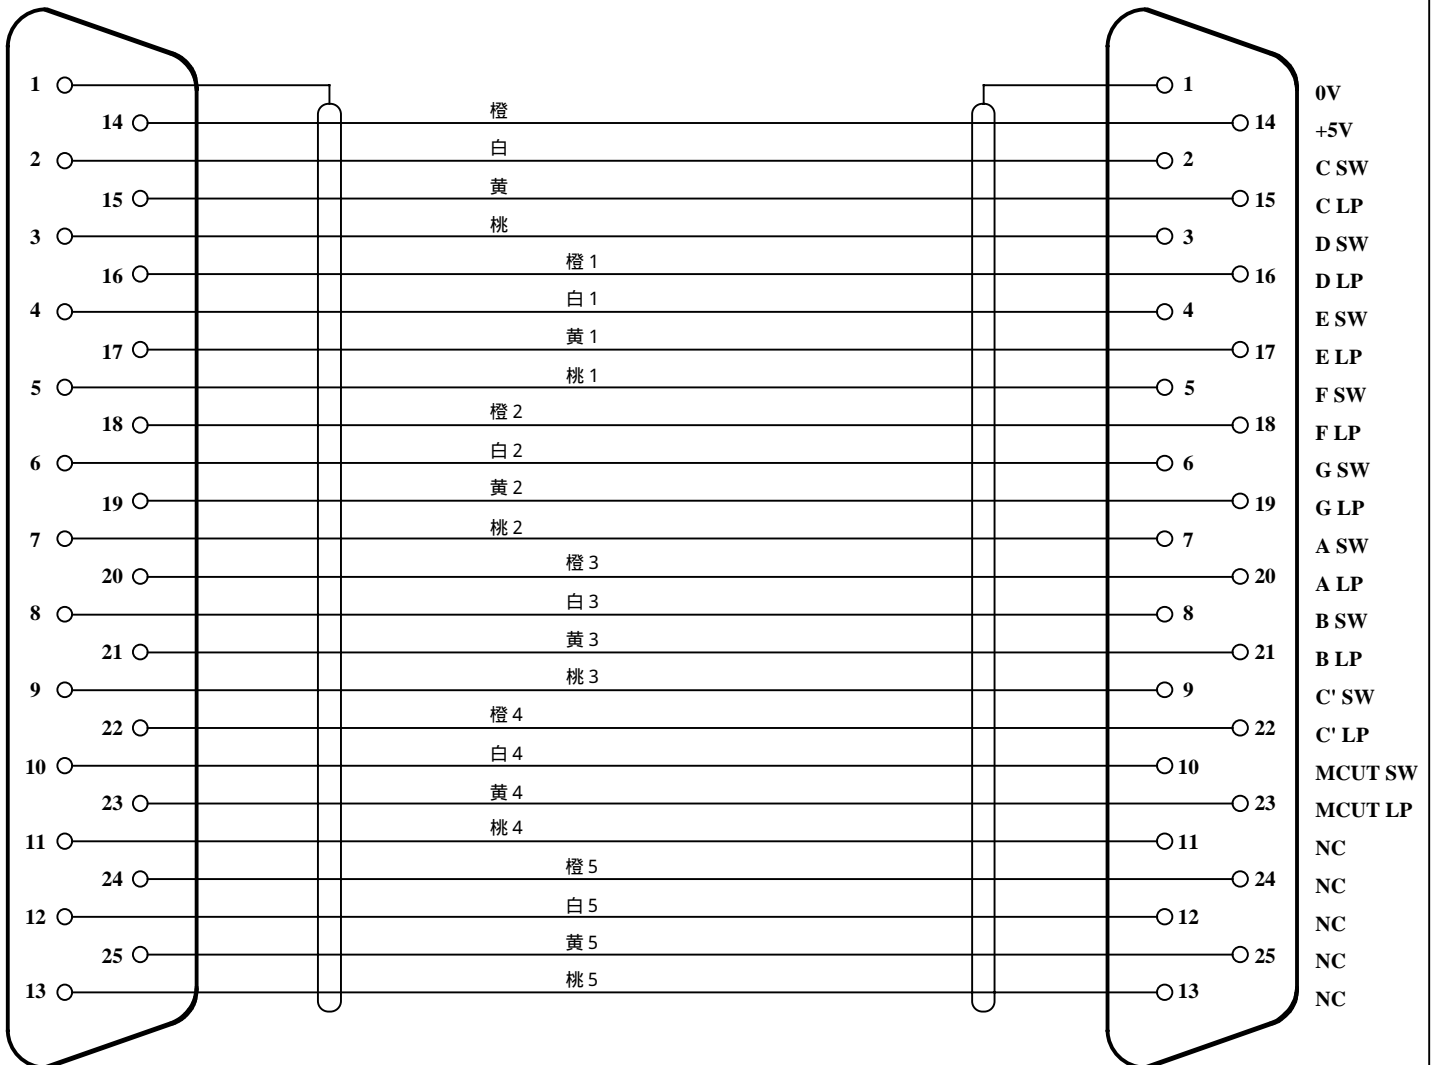 1 1 0V
14 橙 14 +5V
2 白 2 C SW
15 黄 15 C LP
3 桃 3 D SW
16 橙 1 16 D LP
4 白 1 4 E SW
17 黄 1 17 E LP
5 桃 1 5 F SW
18 橙 2 18 F LP
6 白 2 6 G SW
19 黄 2 19 G LP
7 桃 2 7 A SW
20 橙 3 20 A LP
8 白 3 8 B SW
21 黄 3 21 B LP
9 桃 3 9 C' SW
22 橙 4 22 C' LP
10 白 4 10 MCUT SW
23 黄 4 23 MCUT LP
11 桃 4 11 NC
24 橙 5 24 NC
12 白 5 12 NC
25 黄 5 25 NC
13 桃 5 13 NC